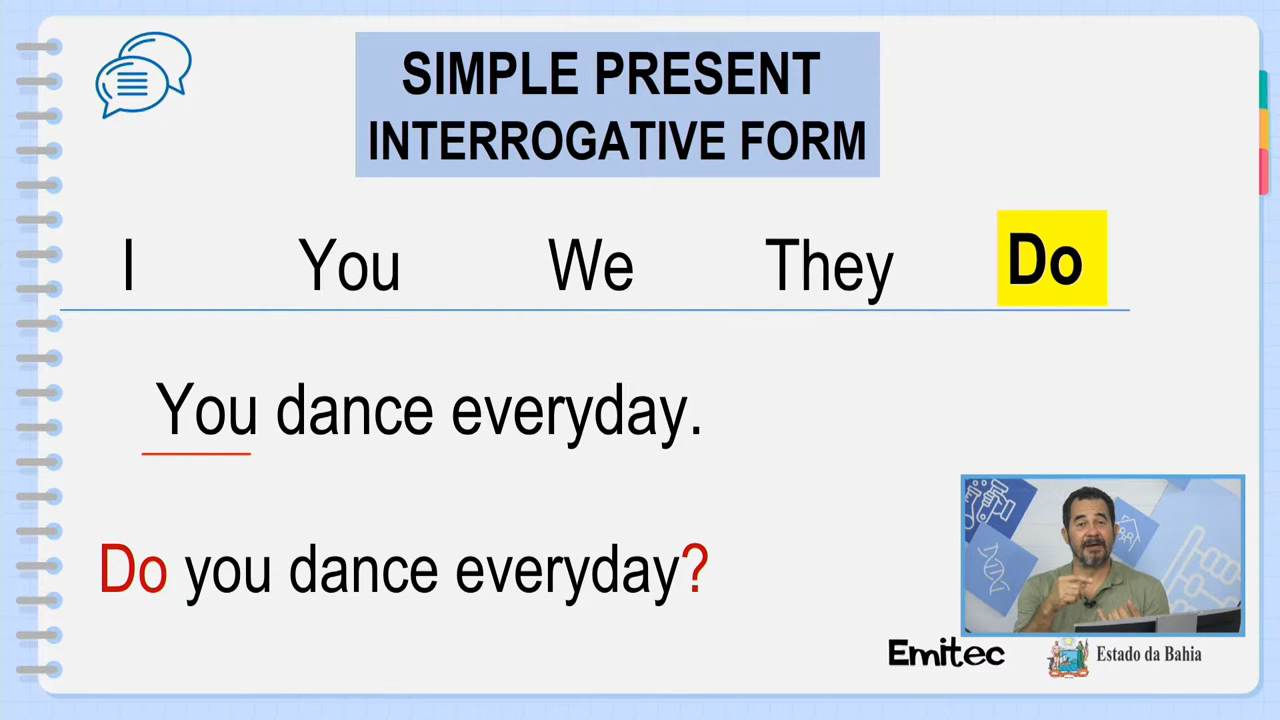 SIMPLE PRESENT
INTERROGATIVE FORM
I You We They Do
You dance everyday.
Do you dance everyday?
Emitec
Estado da Bahia